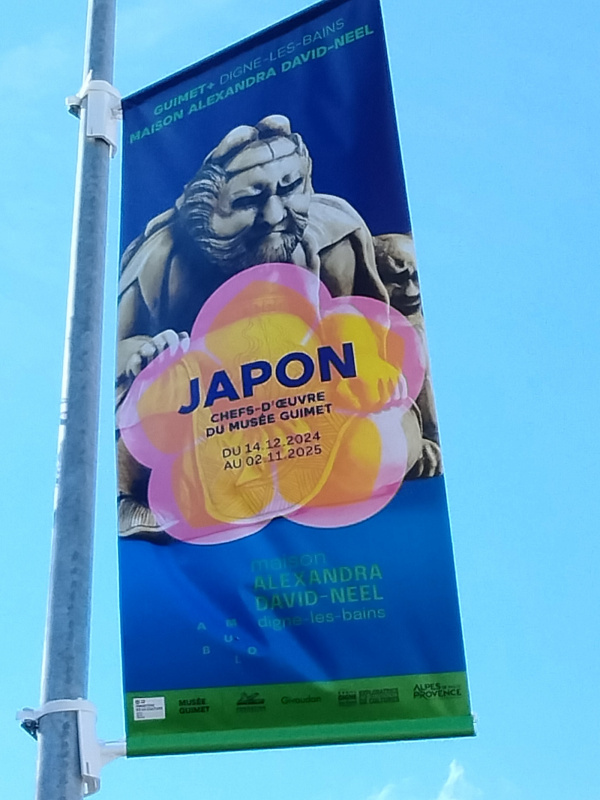 GUIMET+ DIGNE-LES-BAINS
MAISON ALEXANDRA DAVID-NEEL
JAPON
CHEFS-D'ŒUVRE
DU MUSÉE GUIMET
DU 14.12.2024
AU 02.11.2025
maison
ALEXANDRA
DAVID-NEEL
digne-les-bains
A M
U
B O
L
MUSÉE
GUIMET
Givaudan
ALPES
PROVENCE